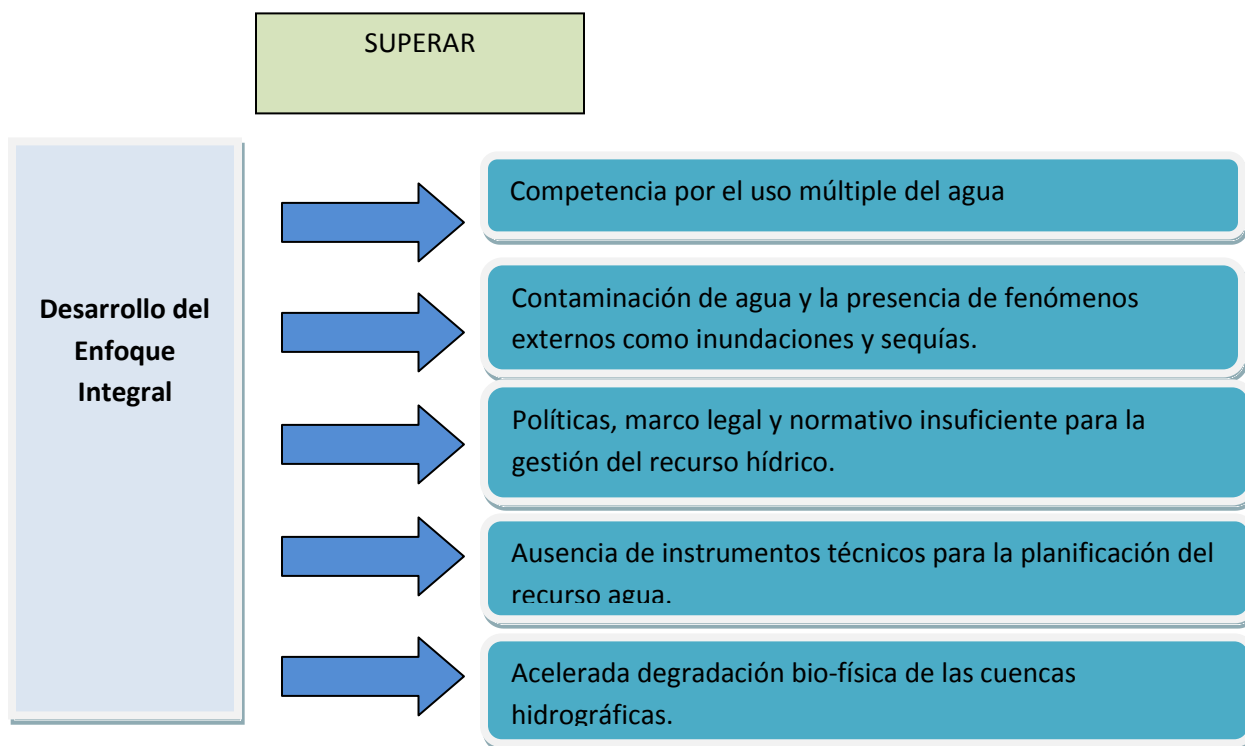 SUPERAR
Desarrollo del
Enfoque
Integral
Competencia por el uso múltiple del agua
Contaminación de agua y la presencia de fenómenos
externos como inundaciones y sequías.
Políticas, marco legal y normativo insuficiente para la
gestión del recurso hídrico.
Ausencia de instrumentos técnicos para la planificación del
recurso agua.
Acelerada degradación bio-física de las cuencas
hidrográficas.